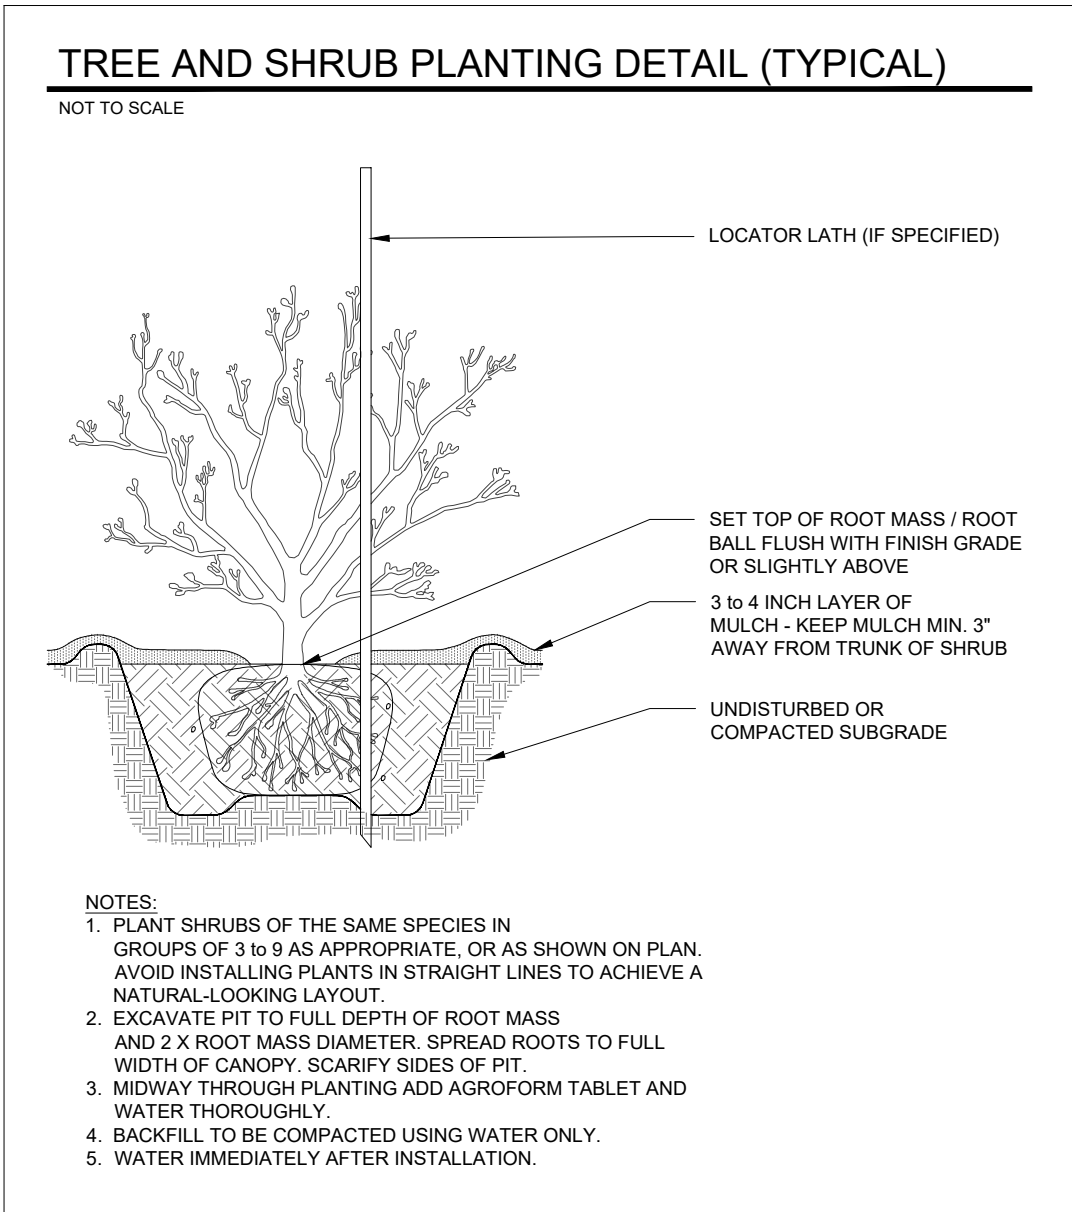 TREE AND SHRUB PLANTING DETAIL (TYPICAL)
NOT TO SCALE
LOCATOR LATH (IF SPECIFIED)
SET TOP OF ROOT MASS / ROOT
BALL FLUSH WITH FINISH GRADE
OR SLIGHTLY ABOVE
3 to 4 INCH LAYER OF
MULCH - KEEP MULCH MIN. 3"
AWAY FROM TRUNK OF SHRUB
UNDISTURBED OR
COMPACTED SUBGRADE
NOTES:
1. PLANT SHRUBS OF THE SAME SPECIES IN
GROUPS OF 3 to 9 AS APPROPRIATE, OR AS SHOWN ON PLAN.
AVOID INSTALLING PLANTS IN STRAIGHT LINES TO ACHIEVE A
NATURAL-LOOKING LAYOUT.
2. EXCAVATE PIT TO FULL DEPTH OF ROOT MASS
AND 2 X ROOT MASS DIAMETER. SPREAD ROOTS TO FULL
WIDTH OF CANOPY. SCARIFY SIDES OF PIT.
3. MIDWAY THROUGH PLANTING ADD AGROFORM TABLET AND
WATER THOROUGHLY.
4. BACKFILL TO BE COMPACTED USING WATER ONLY.
5. WATER IMMEDIATELY AFTER INSTALLATION.